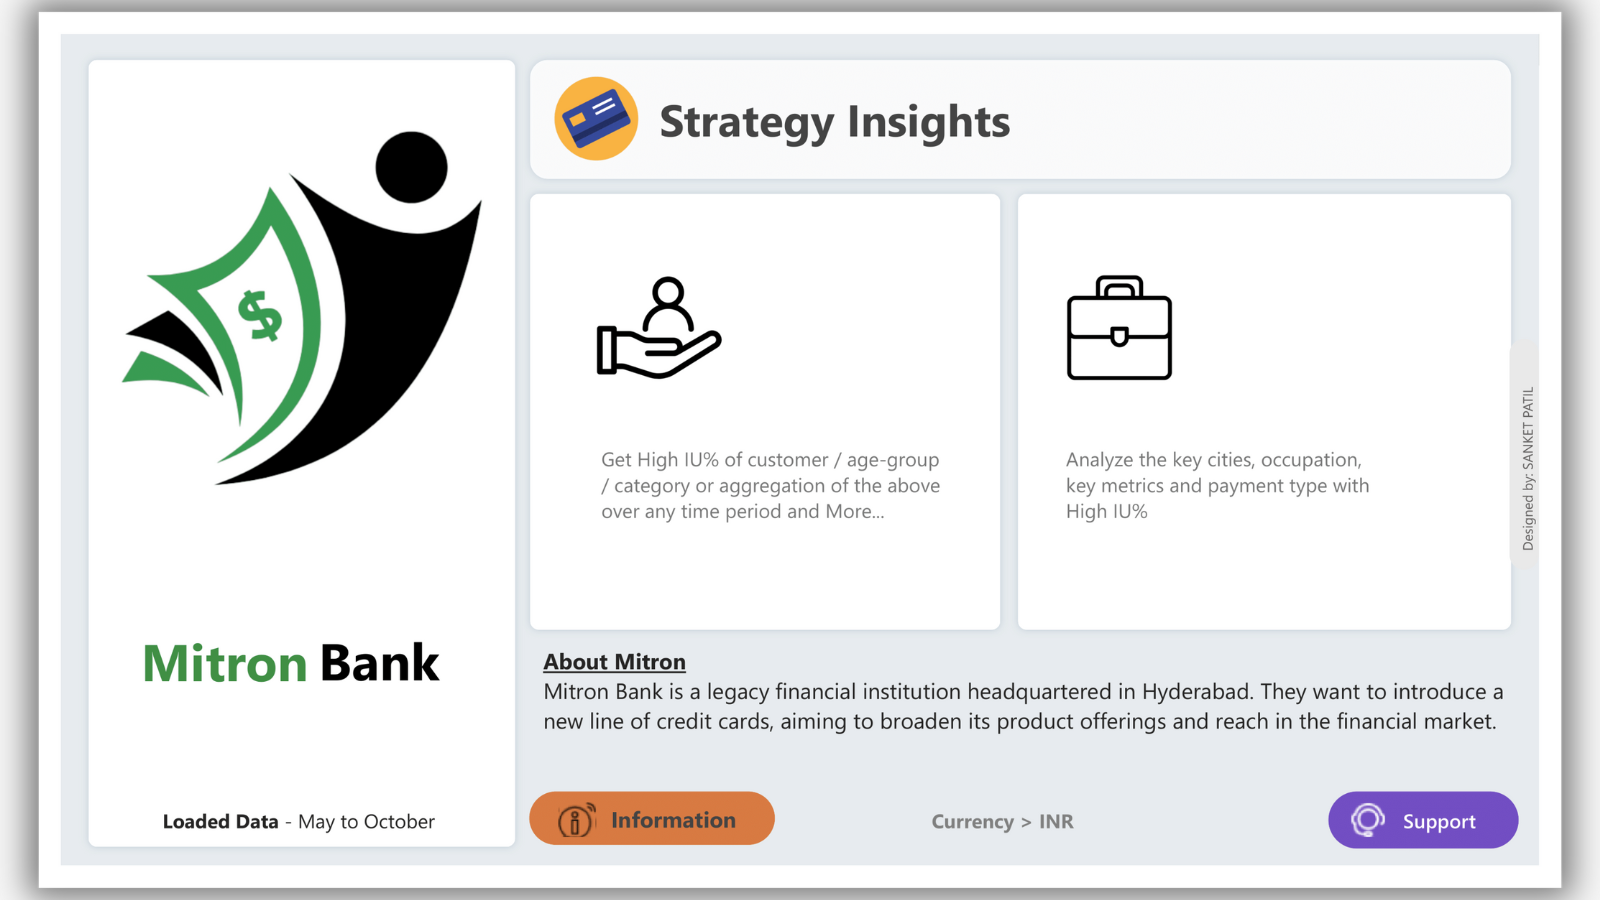 Strategy Insights
$
Get High IU% of customer / age-group
/ category or aggregation of the above
over any time period and More...
Analyze the key cities, occupation,
key metrics and payment type with
High IU%
Designed by: SANKET PATIL
Mitron Bank
About Mitron
Mitron Bank is a legacy financial institution headquartered in Hyderabad. They want to introduce a
new line of credit cards, aiming to broaden its product offerings and reach in the financial market.
Loaded Data - May to October
Information
Currency > INR
Support